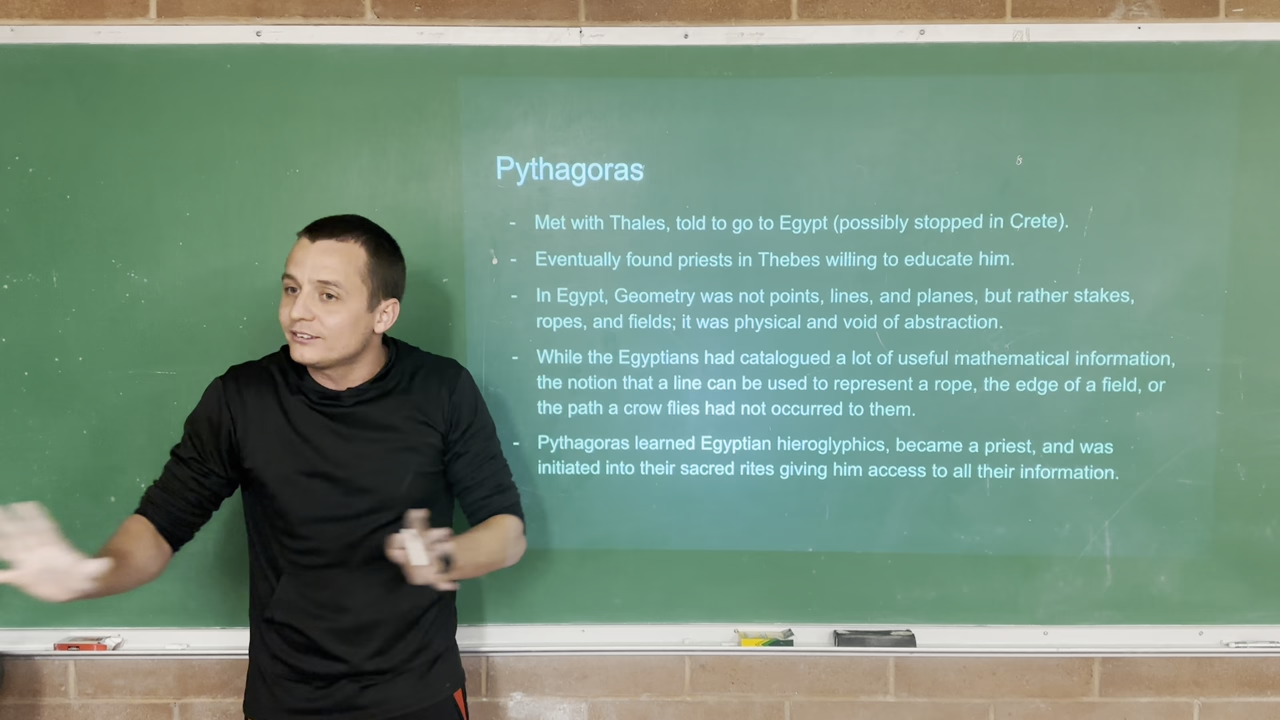 Pythagoras
- Met with Thales, told to go to Egypt (possibly stopped in Crete).
- Eventually found priests in Thebes willing to educate him.
- In Egypt, Geometry was not points, lines, and planes, but rather stakes,
ropes, and fields; it was physical and void of abstraction.
- While the Egyptians had catalogued a lot of useful mathematical information,
the notion that a line can be used to represent a rope, the edge of a field, or
the path a crow flies had not occurred to them.
- Pythagoras learned Egyptian hieroglyphics, became a priest, and was
initiated into their sacred rites giving him access to all their information.